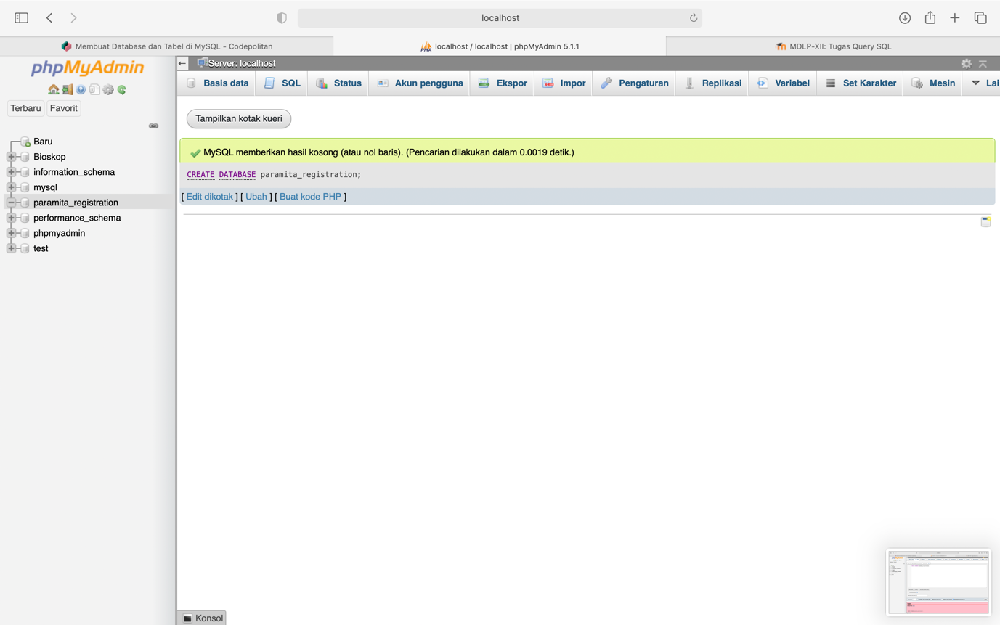 localhost
Membuat Database dan Tabel di MySQL - Codepolitan
localhost / localhost | phpMyAdmin 5.1.1
MDLP-XII: Tugas Query SQL
phpMyAdmin
Terbaru
Favorit
Baru
Bioskop
information_schema
mysql
paramita_registration
performance_schema
phpmyadmin
test
Server: localhost
Basis data
SQL
Status
Akun pengguna
Ekspor
Impor
Pengaturan
Replikasi
Variabel
Set Karakter
Mesin
Lai
Tampilkan kotak kueri
MySQL memberikan hasil kosong (atau nol baris). (Pencarian dilakukan dalam 0.0019 detik.)
CREATE DATABASE paramita_registration;
[ Edit dikotak ] [ Ubah ] [ Buat kode PHP ]
Konsol